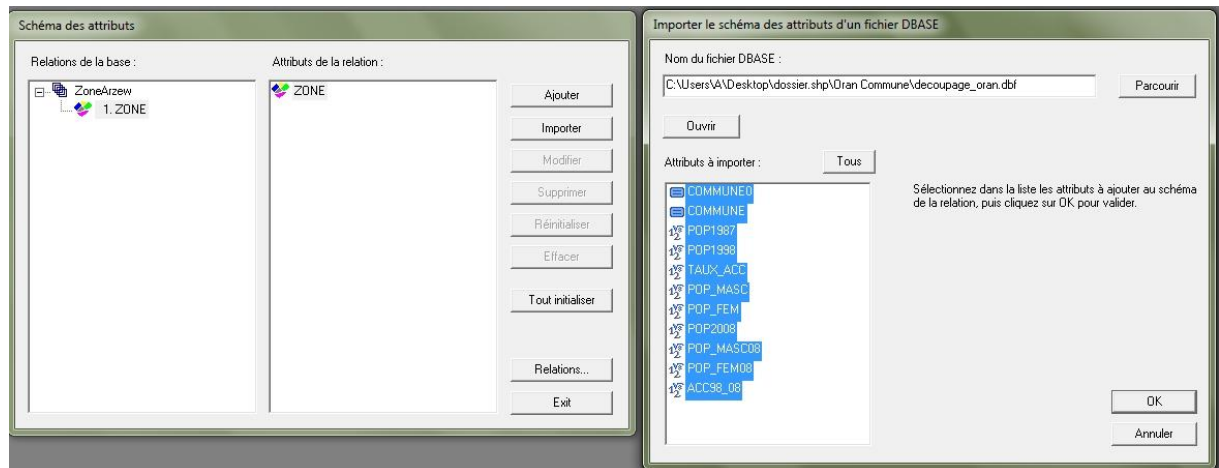 Schéma des attributs
Relations de la base :
Attributs de la relation :
ZoneArzew
1. ZONE
ZONE
Ajouter
Importer
Modifier
Supprimer
Réinitialiser
Effacer
Tout initialiser
Relations...
Exit
Importer le schéma des attributs d'un fichier DBASE
Nom du fichier DBASE :
C:\Users\A\Desktop\dossier.shp\Oran Commune\decoupage_oran.dbf
Parcourir
Ouvrir
Attributs à importer :
Tous
COMMUNE0
COMMUNE
POP1987
POP1998
TAUX_ACC
POP_MASC
POP_FEM
POP2008
POP_MASC08
POP_FEM08
ACC98_08
Sélectionnez dans la liste les attributs à ajouter au schéma
de la relation, puis cliquez sur OK pour valider.
OK
Annuler